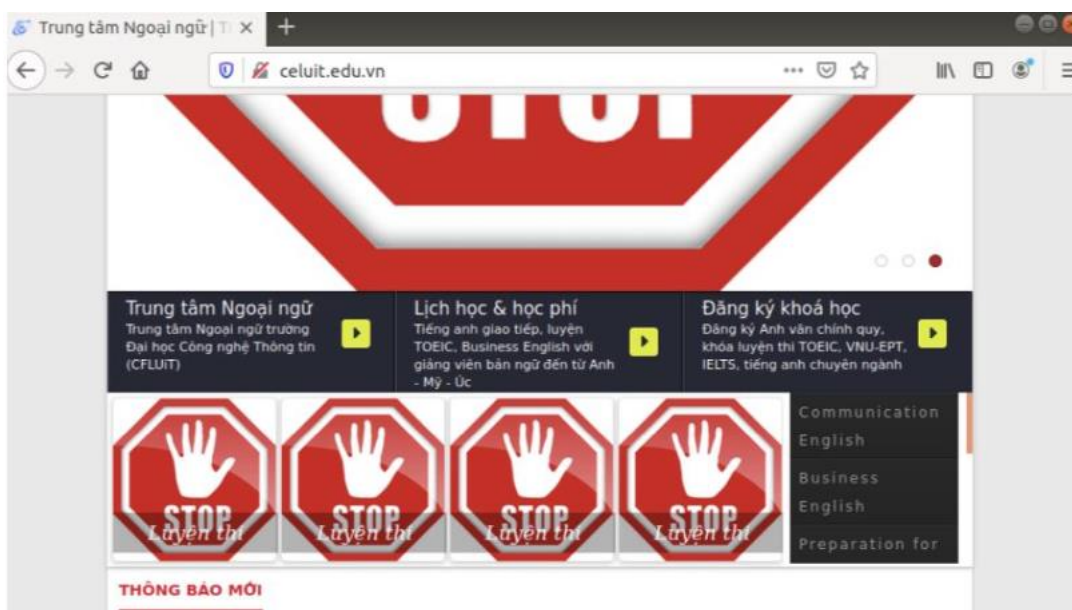 Trung tâm Ngoại ngữ | T
celuit.edu.vn
STOP
Trung tâm Ngoại ngữ
Trung tâm Ngoại ngữ trường
Đại học Công nghệ Thông tin
(CFLUiT)
Lịch học & học phí
Tiếng anh giao tiếp, luyện
TOEIC, Business English với
giảng viên bản ngữ đến từ Anh
- Mỹ - Úc
Đăng ký khoá học
Đăng ký Anh văn chính quy,
khóa luyện thi TOEIC, VNU-EPT,
IELTS, tiếng anh chuyên ngành
STOP
Luyện thi
STOP
Luyện thi
STOP
Luyện thi
STOP
Luyện thi
Communication
English
Business
English
Preparation for
THÔNG BÁO MỚI